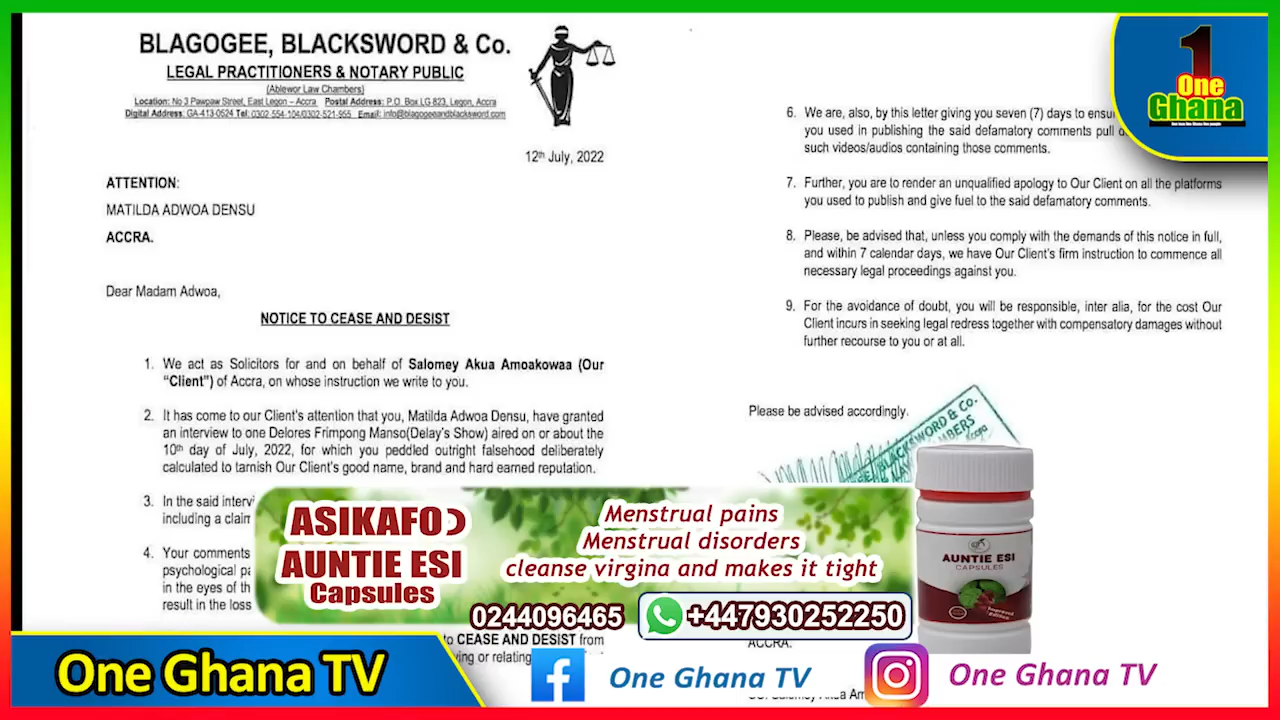 BLAGOGEE, BLACKSWORD & Co.
LEGAL PRACTITIONERS & NOTARY PUBLIC
(Ablewor Law Chambers)
Location: No 3 Pawpaw Street, East Legon – Accra Postal Address: P.O. Box LG 823, Legon, Accra
Digital Address: GA-413-0524 Tel: 0302-554-104/0302-521-955 Email: info@blagogeeandblacksword.com
12th July, 2022
ATTENTION:
MATILDA ADWOA DENSU
ACCRA.
Dear Madam Adwoa,
NOTICE TO CEASE AND DESIST
1. We act as Solicitors for and on behalf of Salomey Akua Amoakowaa (Our
“Client”) of Accra, on whose instruction we write to you.
2. It has come to our Client's attention that you, Matilda Adwoa Densu, have granted
an interview to one Delores Frimpong Manso(Delay's Show) aired on or about the
10th day of July, 2022, for which you peddled outright falsehood deliberately
calculated to tarnish Our Client's good name, brand and hard earned reputation.
3. In the said
including a
4. Your comments
psychological
in the eyes of
result in the loss
to CEASE AND DESIST from
or relating
6. We are, also, by this letter giving you seven (7) days to
you used in publishing the said defamatory comments pull
such videos/audios containing those comments.
7. Further, you are to render an unqualified apology to Our Client on all the platforms
you used to publish and give fuel to the said defamatory comments.
8. Please, be advised that, unless you comply with the demands of this notice in full,
and within 7 calendar days, we have Our Client's firm instruction to commence all
necessary legal proceedings against you.
9. For the avoidance of doubt, you will be responsible, inter alia, for the cost Our
Client incurs in seeking legal redress together with compensatory damages without
further recourse to you or at all.
Please be advised accordingly.
BLACKSWORD & Co.
Accra
ACCRA.
Salomey Akua
1
One
Ghana
ASIKAFOƆ
AUNTIE ESI
Capsules
Menstrual pains
Menstrual disorders
cleanse virgina and makes it tight
0244096465
+447930252250
AUNTIE ESI
CAPSULES
Improved
Edition
One Ghana TV
One Ghana TV
One Ghana TV